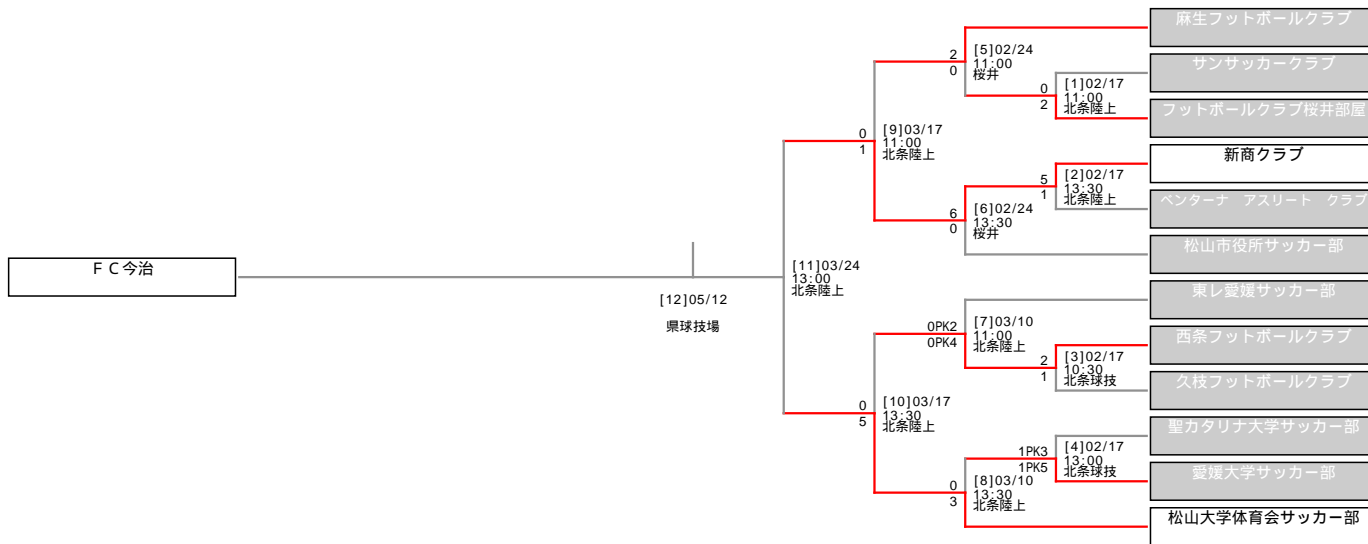 麻生フットボールクラブ
2
0
[5]02/24
11:00
桜井
サンサッカークラブ
0
2
[1]02/17
11:00
北条陸上
フットボールクラブ桜井部屋
0
1
[9]03/17
11:00
北条陸上
新商クラブ
5
1
[2]02/17
13:30
北条陸上
ベンターナ　アスリート　クラブ
6
0
[6]02/24
13:30
桜井
松山市役所サッカー部
ＦＣ今治
[11]03/24
13:00
北条陸上
[12]05/12
県球技場
東レ愛媛サッカー部
0PK2
0PK4
[7]03/10
11:00
北条陸上
西条フットボールクラブ
2
1
[3]02/17
10:30
北条球技
久枝フットボールクラブ
0
5
[10]03/17
13:30
北条陸上
聖カタリナ大学サッカー部
1PK3
1PK5
[4]02/17
13:00
北条球技
愛媛大学サッカー部
0
3
[8]03/10
13:30
北条陸上
松山大学体育会サッカー部